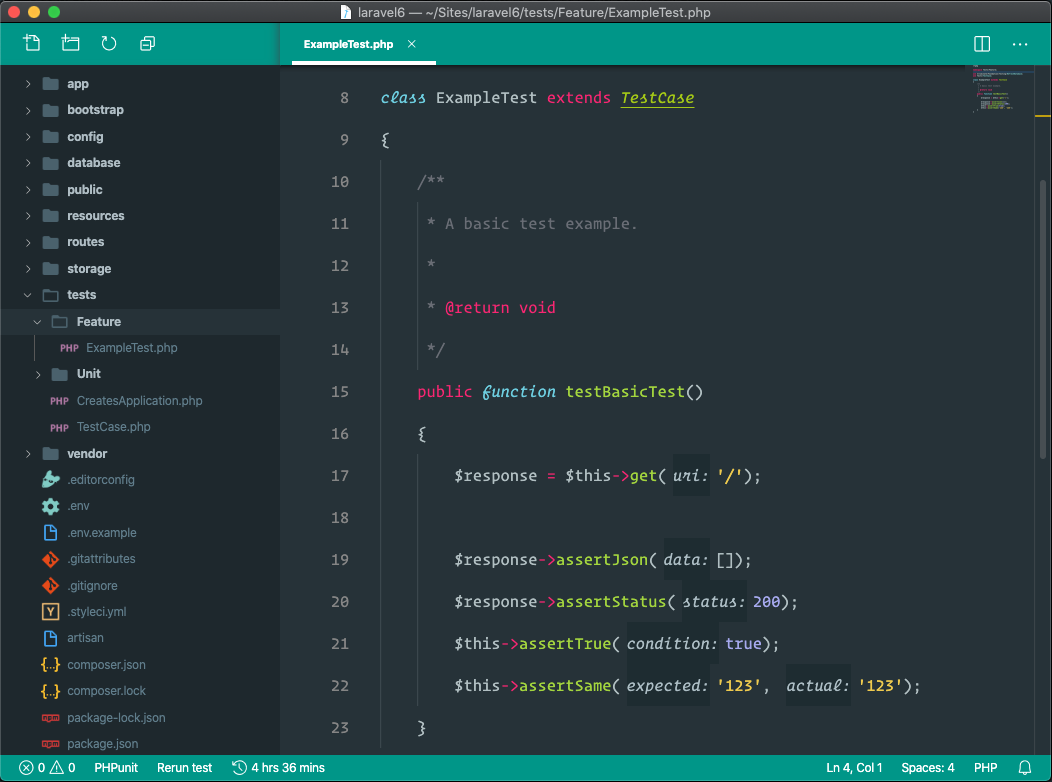 laravel6 — ~/Sites/laravel6/tests/Feature/ExampleTest.php
ExampleTest.php
app
bootstrap
config
database
public
resources
routes
storage
tests
Feature
PHP ExampleTest.php
Unit
PHP CreatesApplication.php
PHP TestCase.php
vendor
.editorconfig
.env
.env.example
.gitattributes
.gitignore
Y .styleci.yml
artisan
{..} composer.json
{..} composer.lock
npm package-lock.json
npm package.json
8 class ExampleTest extends TestCase
9 {
10 /**
11 * A basic test example.
12 *
13 * @return void
14 */
15 public function testBasicTest()
16 {
17 $response = $this->get( uri: '/');
18
19 $response->assertJson( data: []);
20 $response->assertStatus( status: 200);
21 $this->assertTrue( condition: true);
22 $this->assertSame( expected: '123', actual: '123');
23 }
0 0 PHPunit Rerun test 4 hrs 36 mins Ln 4, Col 1 Spaces: 4 PHP